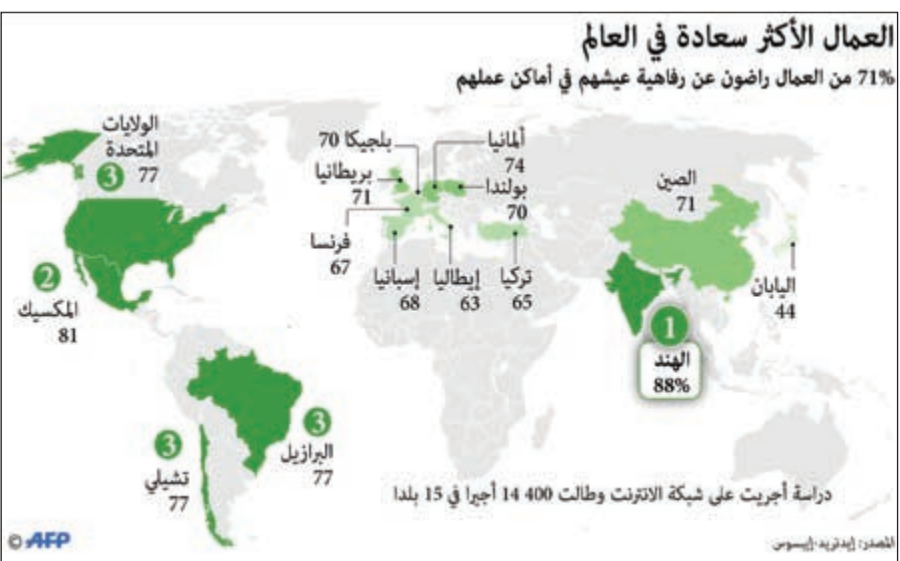 العمال الأكثر سعادة في العالم
71% من العمال راضون عن رفاهية عيشهم في أماكن عملهم
الولايات
المتحدة
3 77
2
المكسيك
81
3
البرازيل
77
3
تشيلي
77
بلجيكا 70
بريطانيا
71
فرنسا
67
ألمانيا
74
بولندا
70
إسبانيا
68
إيطاليا
63
تركيا
65
الصين
71
اليابان
44
1
الهند
88%
دراسة أجريت على شبكة الانترنت وطالت 400 14 أجيرا في 15 بلدا
المصدر: إيدنريد-إيبسوس
© AFP